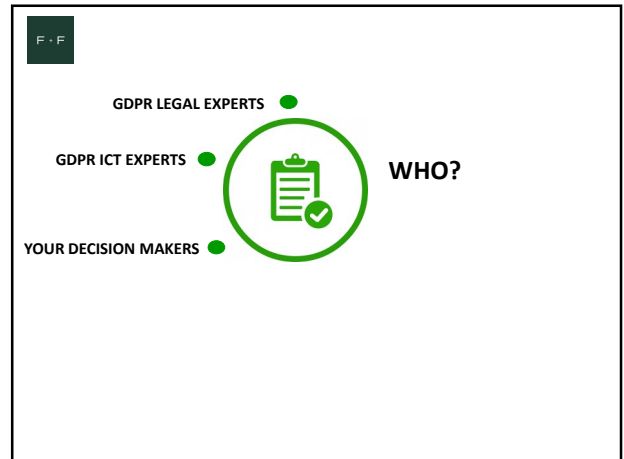 F + F
GDPR LEGAL EXPERTS
GDPR ICT EXPERTS
WHO?
YOUR DECISION MAKERS